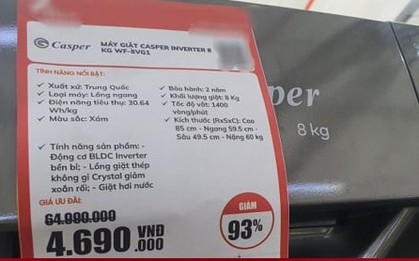 Casper
MÁY GIẶT CASPER INVERTER 8
KG WF-8VG1
TÍNH NĂNG NỔI BẬT:
✓ Xuất xứ: Trung Quốc
✓ Loại máy: Lồng ngang
✓ Điện năng tiêu thụ: 30.64
Wh/kg
✓ Màu sắc: Xám
✓ Bảo hành: 2 năm
✓ Khối lượng giặt: 8 Kg
✓ Tốc độ vắt: 1400
vòng/phút
✓ Kích thước (RxSxC): Cao
85 cm - Ngang 59.5 cm -
Sâu 49.5 cm - Nặng 60 kg
✓ Tính năng sản phẩm: -
Động cơ BLDC Inverter
bền bỉ; - Lồng giặt thép
không gỉ Crystal giảm
xoắn rối; - Giặt hơi nước
GIÁ ƯU ĐÃI:
64.990.000
4.690 VNĐ
.000
GIẢM
93%
per
8 kg